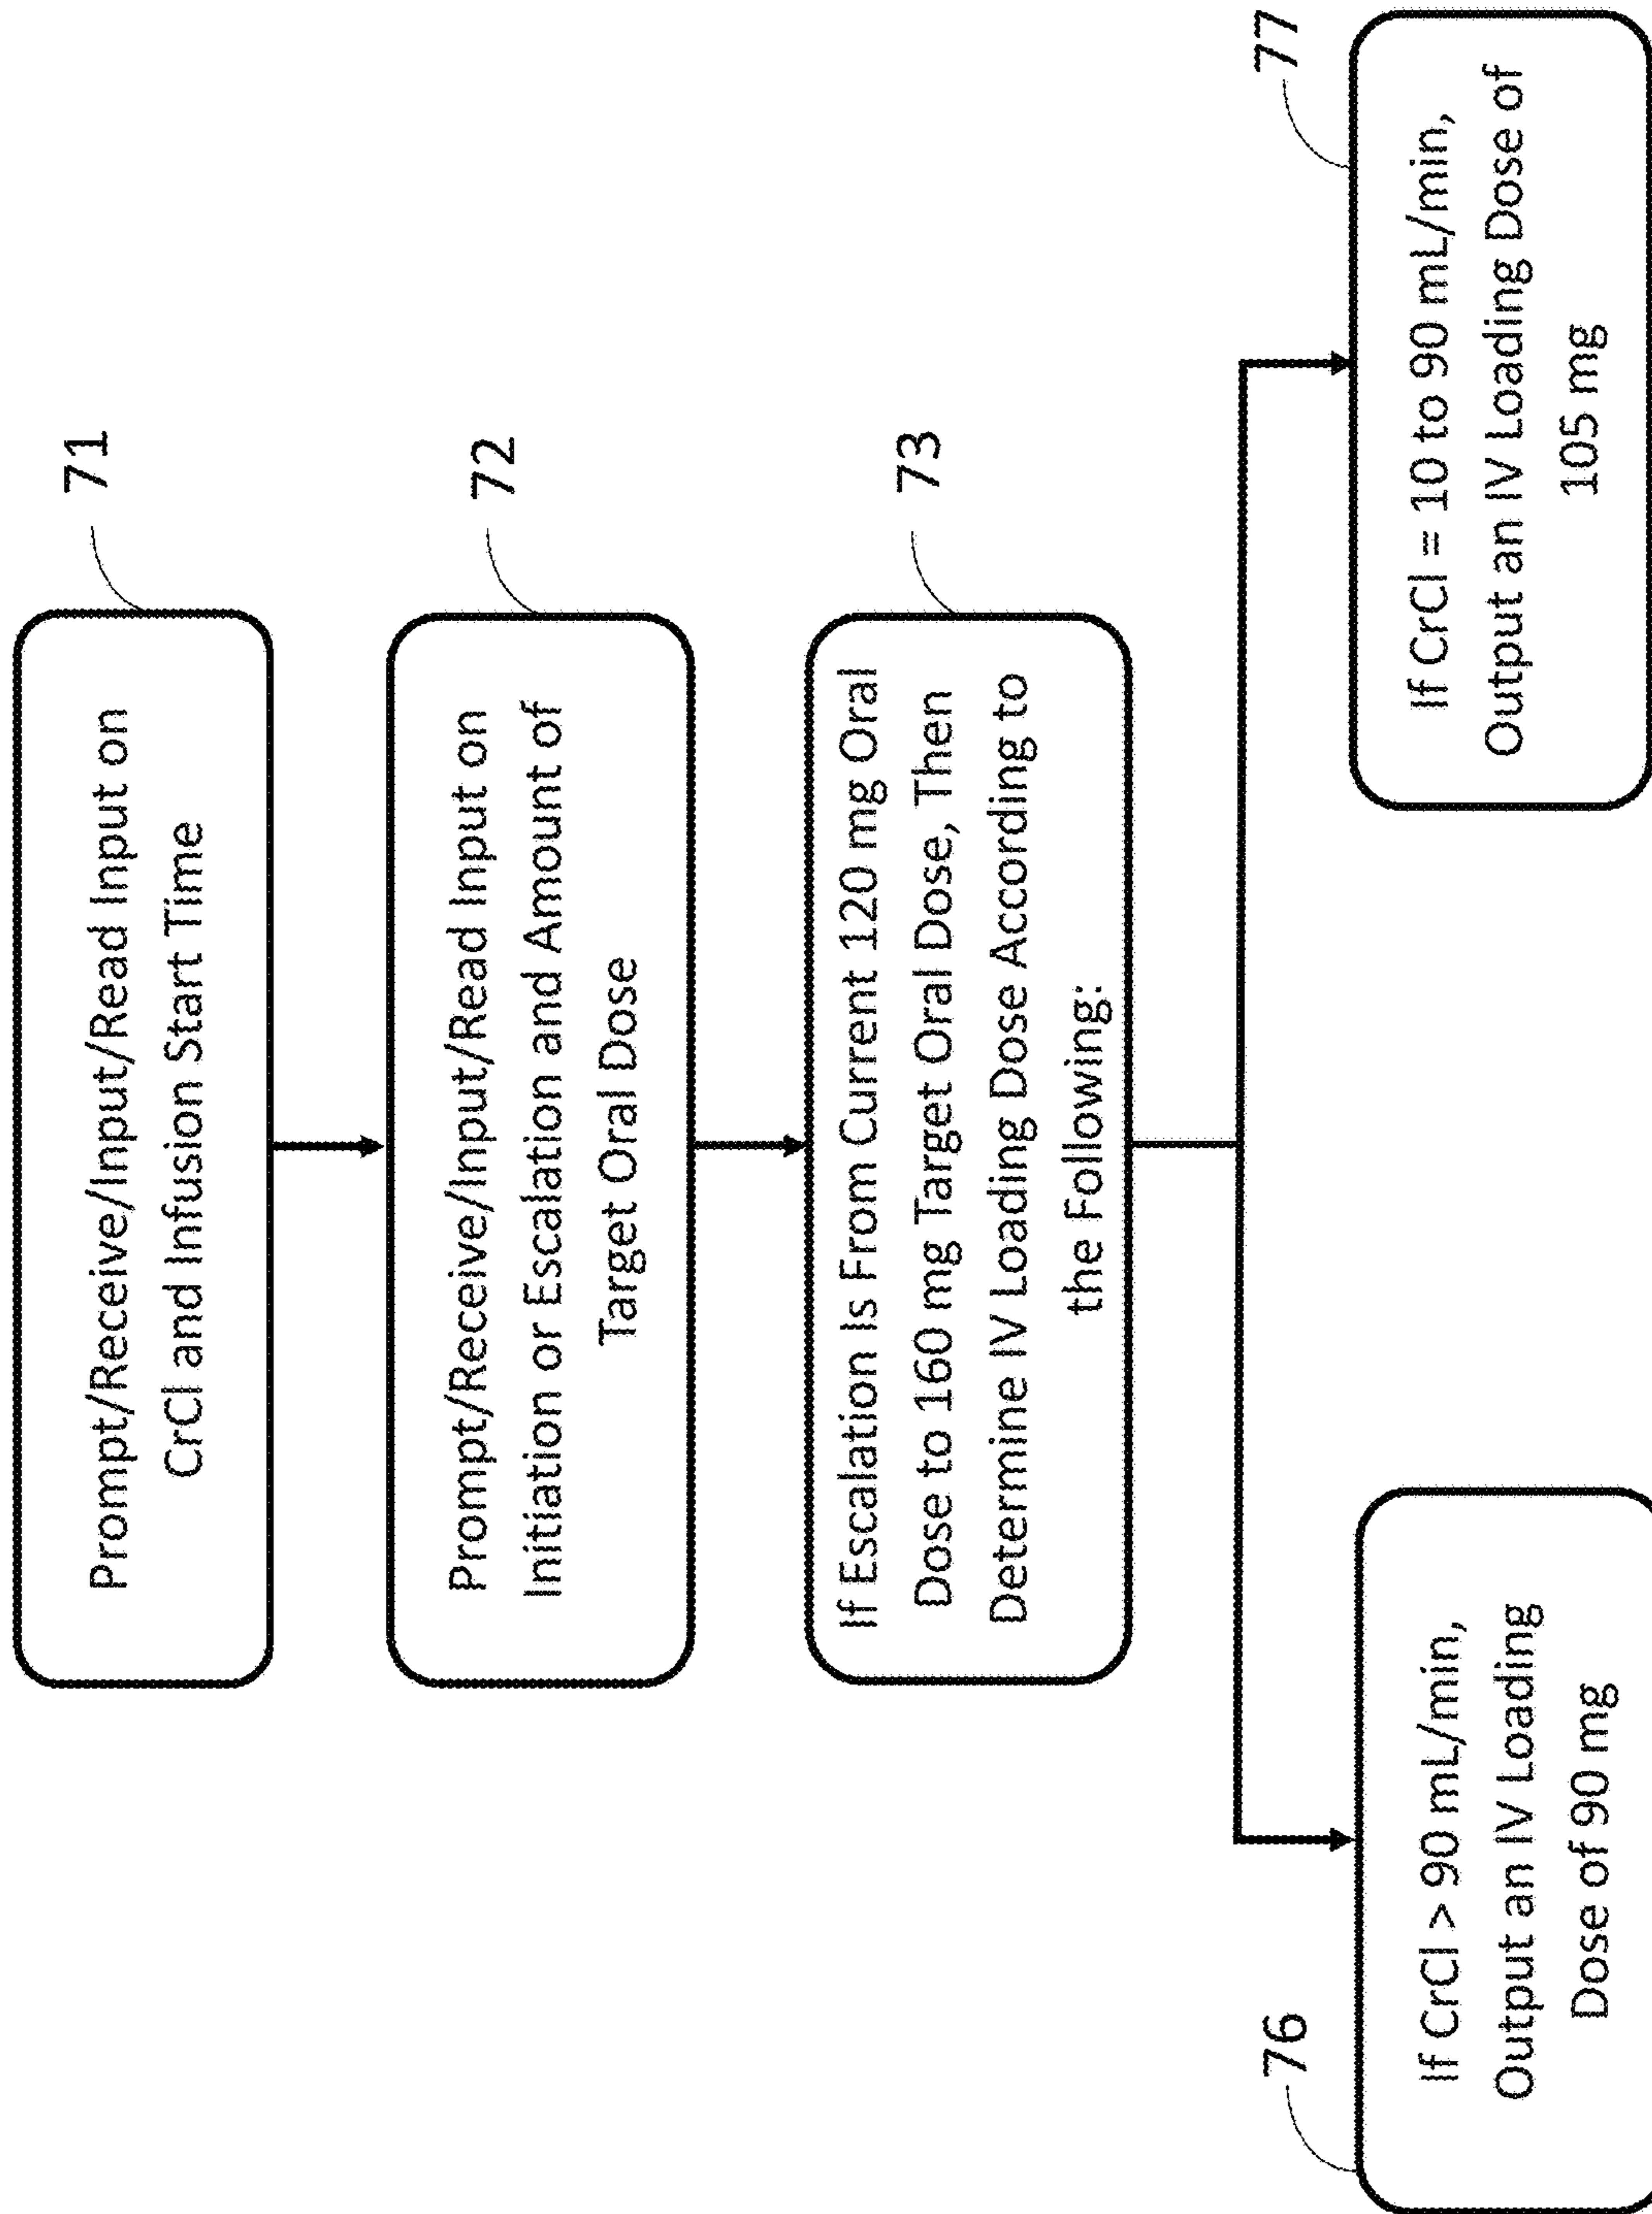 71
Prompt/Receive/Input/Read Input on
CrCl and Infusion Start Time
72
Prompt/Receive/Input/Read Input on
Initiation or Escalation and Amount of
Target Oral Dose
73
If Escalation Is From Current 120 mg Oral
Dose to 160 mg Target Oral Dose, Then
Determine IV Loading Dose According to
the Following:
76
If CrCl > 90 mL/min,
Output an IV Loading
Dose of 90 mg
77
If CrCl = 10 to 90 mL/min,
Output an IV Loading Dose of
105 mg